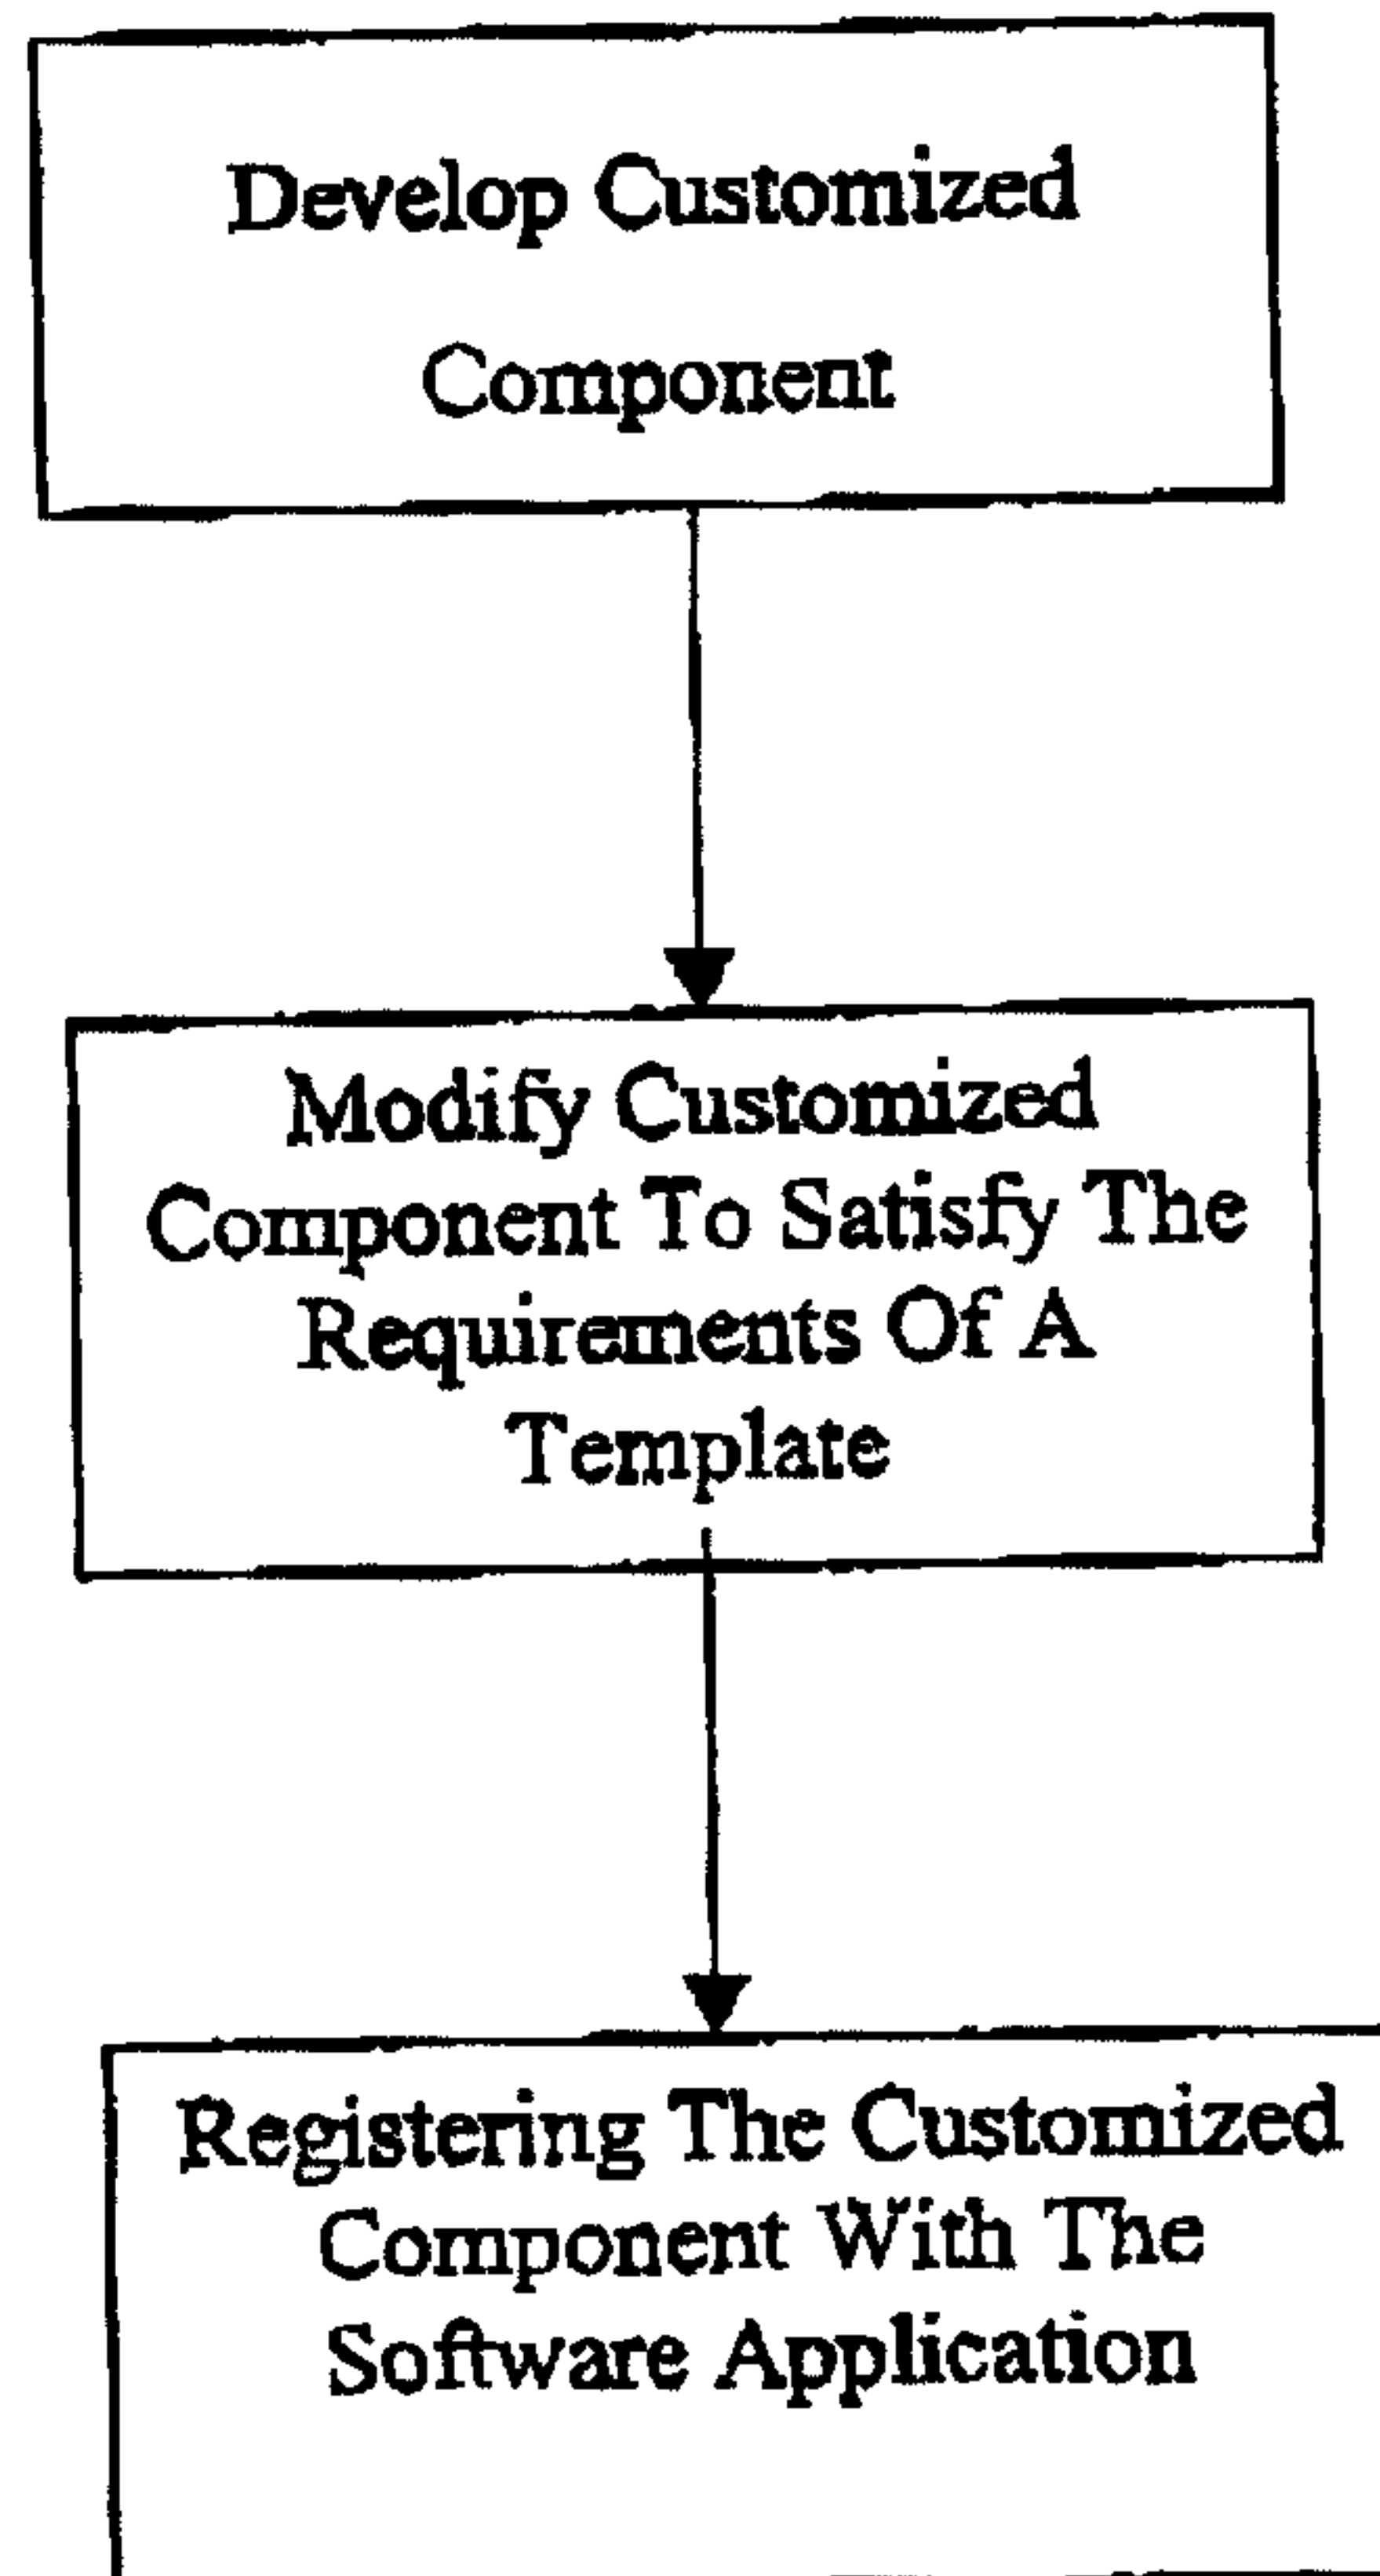 Develop Customized
Component
Modify Customized
Component To Satisfy The
Requirements Of A
Template
Registering The Customized
Component With The
Software Application